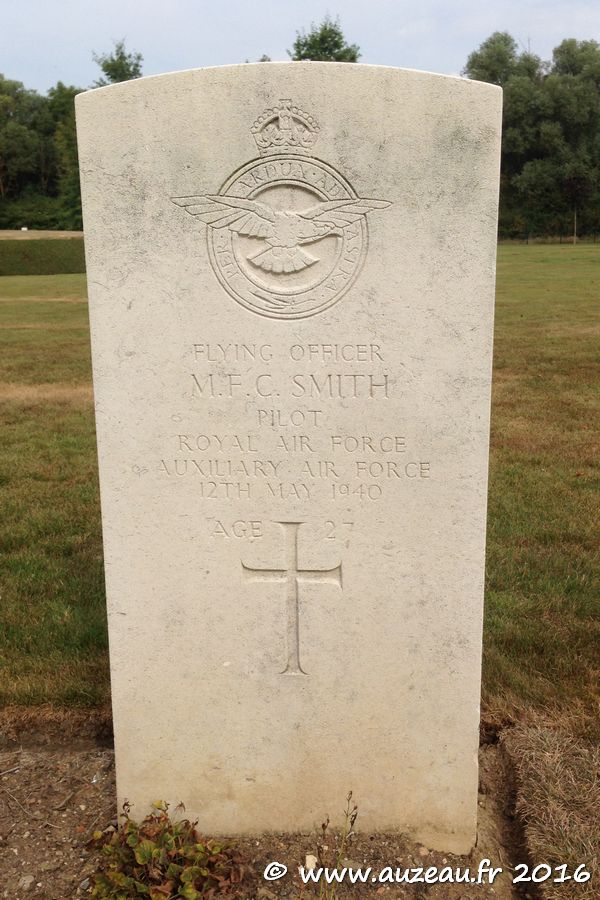 PER · ARDUA · AD · ASTRA
FLYING OFFICER
M.F.C. SMITH
PILOT
ROYAL AIR FORCE
AUXILIARY AIR FORCE
12TH MAY 1940
AGE 27
© www.auzeau.fr 2016